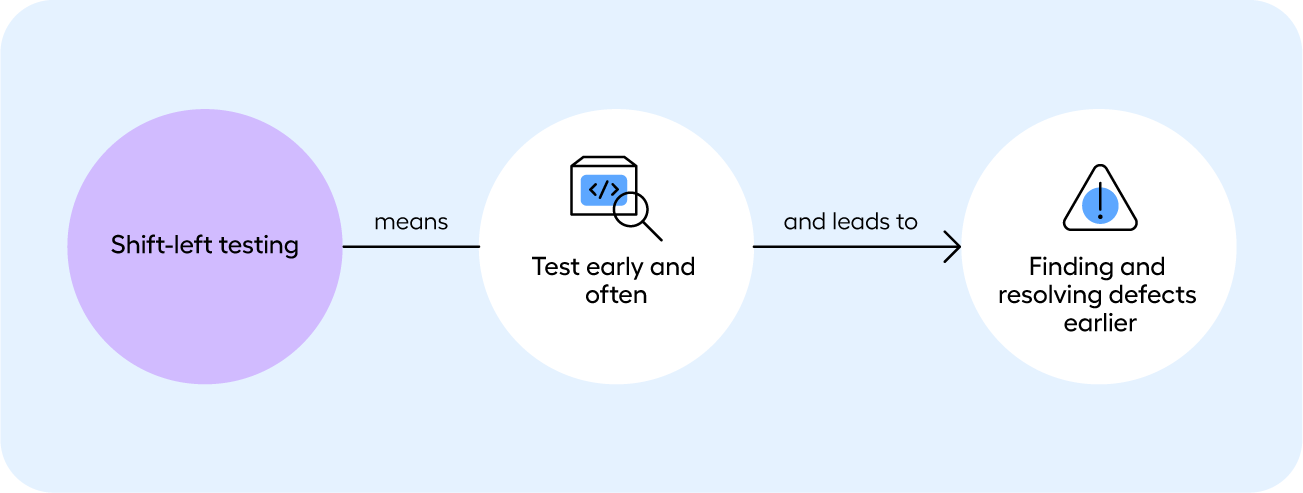 Shift-left testing
means
</>
Test early and
often
and leads to
Finding and
resolving defects
earlier